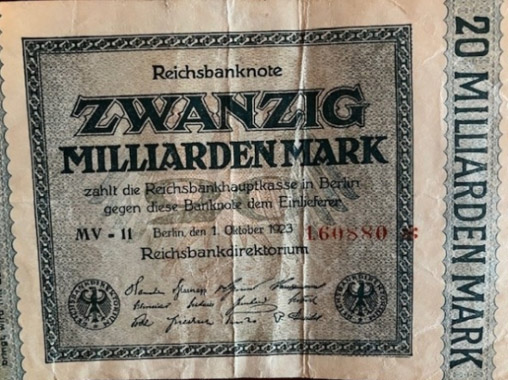 Reichsbanknote
ZWANZIG
MILLIARDEN MARK
zahlt die Reichsbankhauptkasse in Berlin
gegen diese Banknote dem Einlieferer
MV - 11 Berlin, den 1. Oktober 1923 160880 *
Reichsbankdirektorium
20 MILLIARDEN MARK